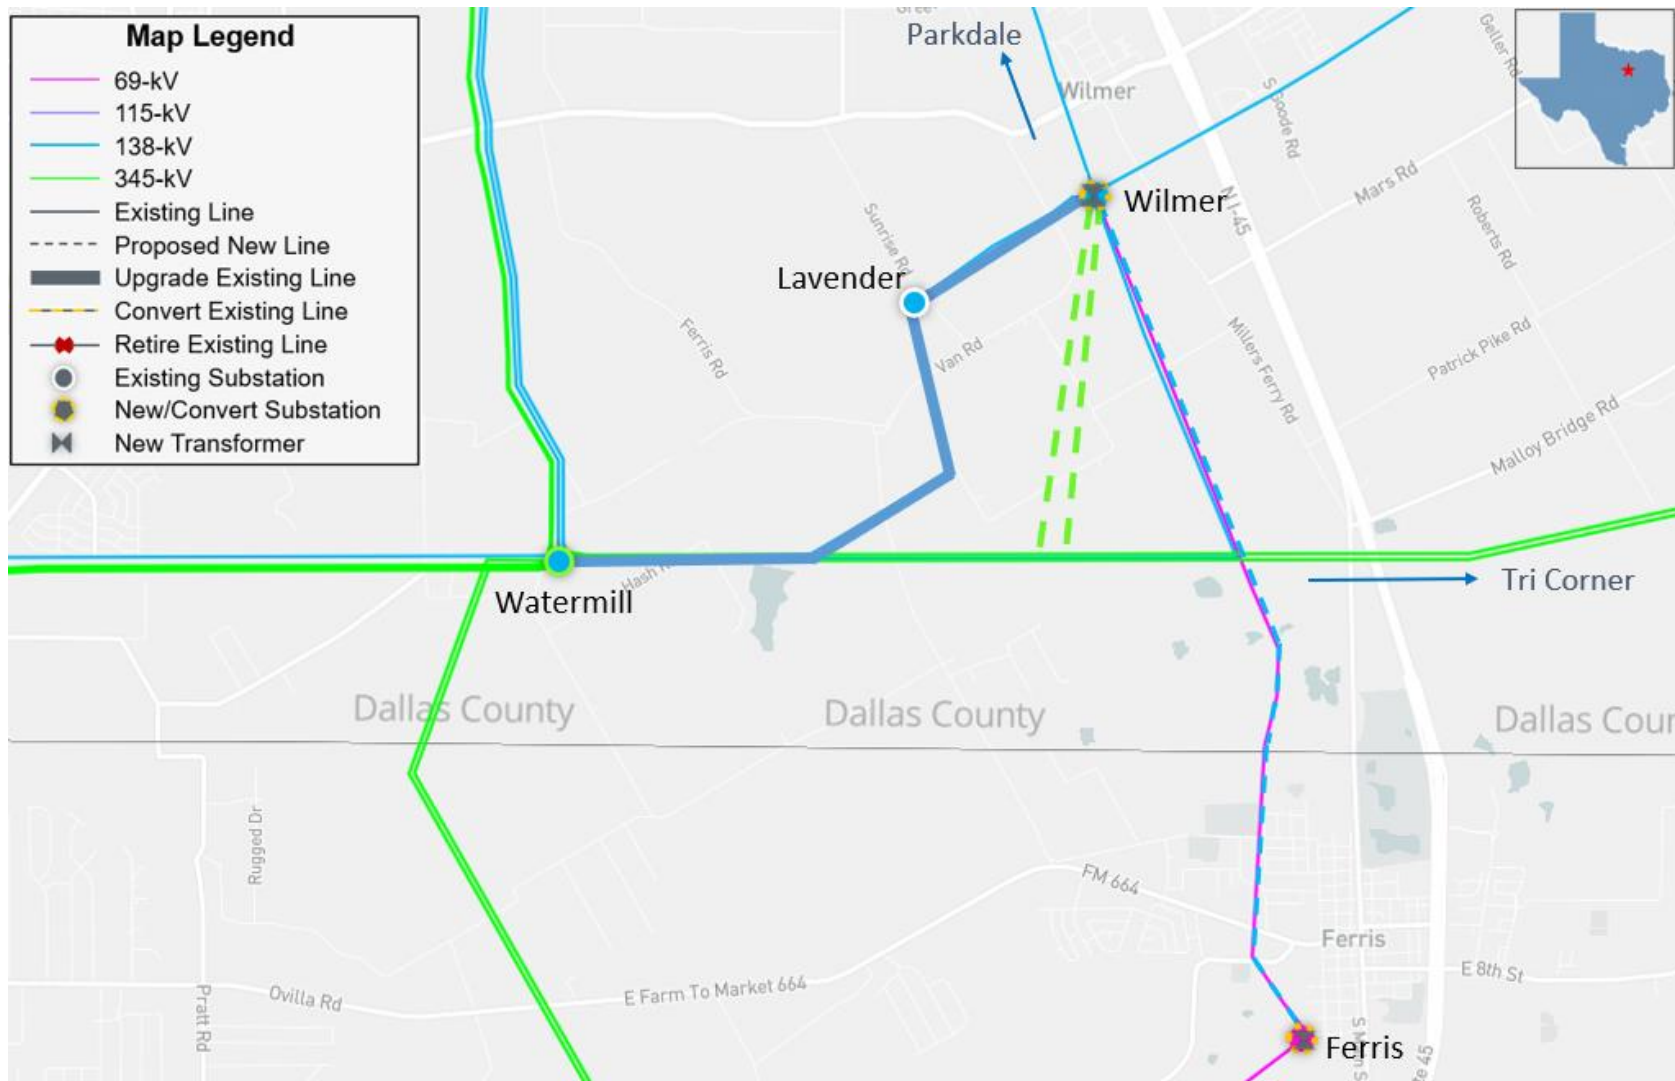 Map Legend
69-kV
115-kV
138-kV
345-kV
Existing Line
Proposed New Line
Upgrade Existing Line
Convert Existing Line
Retire Existing Line
Existing Substation
New/Convert Substation
New Transformer
Parkdale
Wilmer
Geller Rd
S Goode Rd
Mars Rd
Wilmer
N I-45
Roberts Rd
Sunrise Rd
Lavender
Ferris Rd
Van Rd
Millers Ferry Rd
Patrick Pike Rd
Malloy Bridge Rd
Hash
Watermill
Tri Corner
Dallas County
Dallas County
Dallas Coun
Rugged Dr
FM 664
Ferris
E 8th St
E Farm To Market 664
Ovilla Rd
Pratt Rd
S Main S
Ferris
e 45